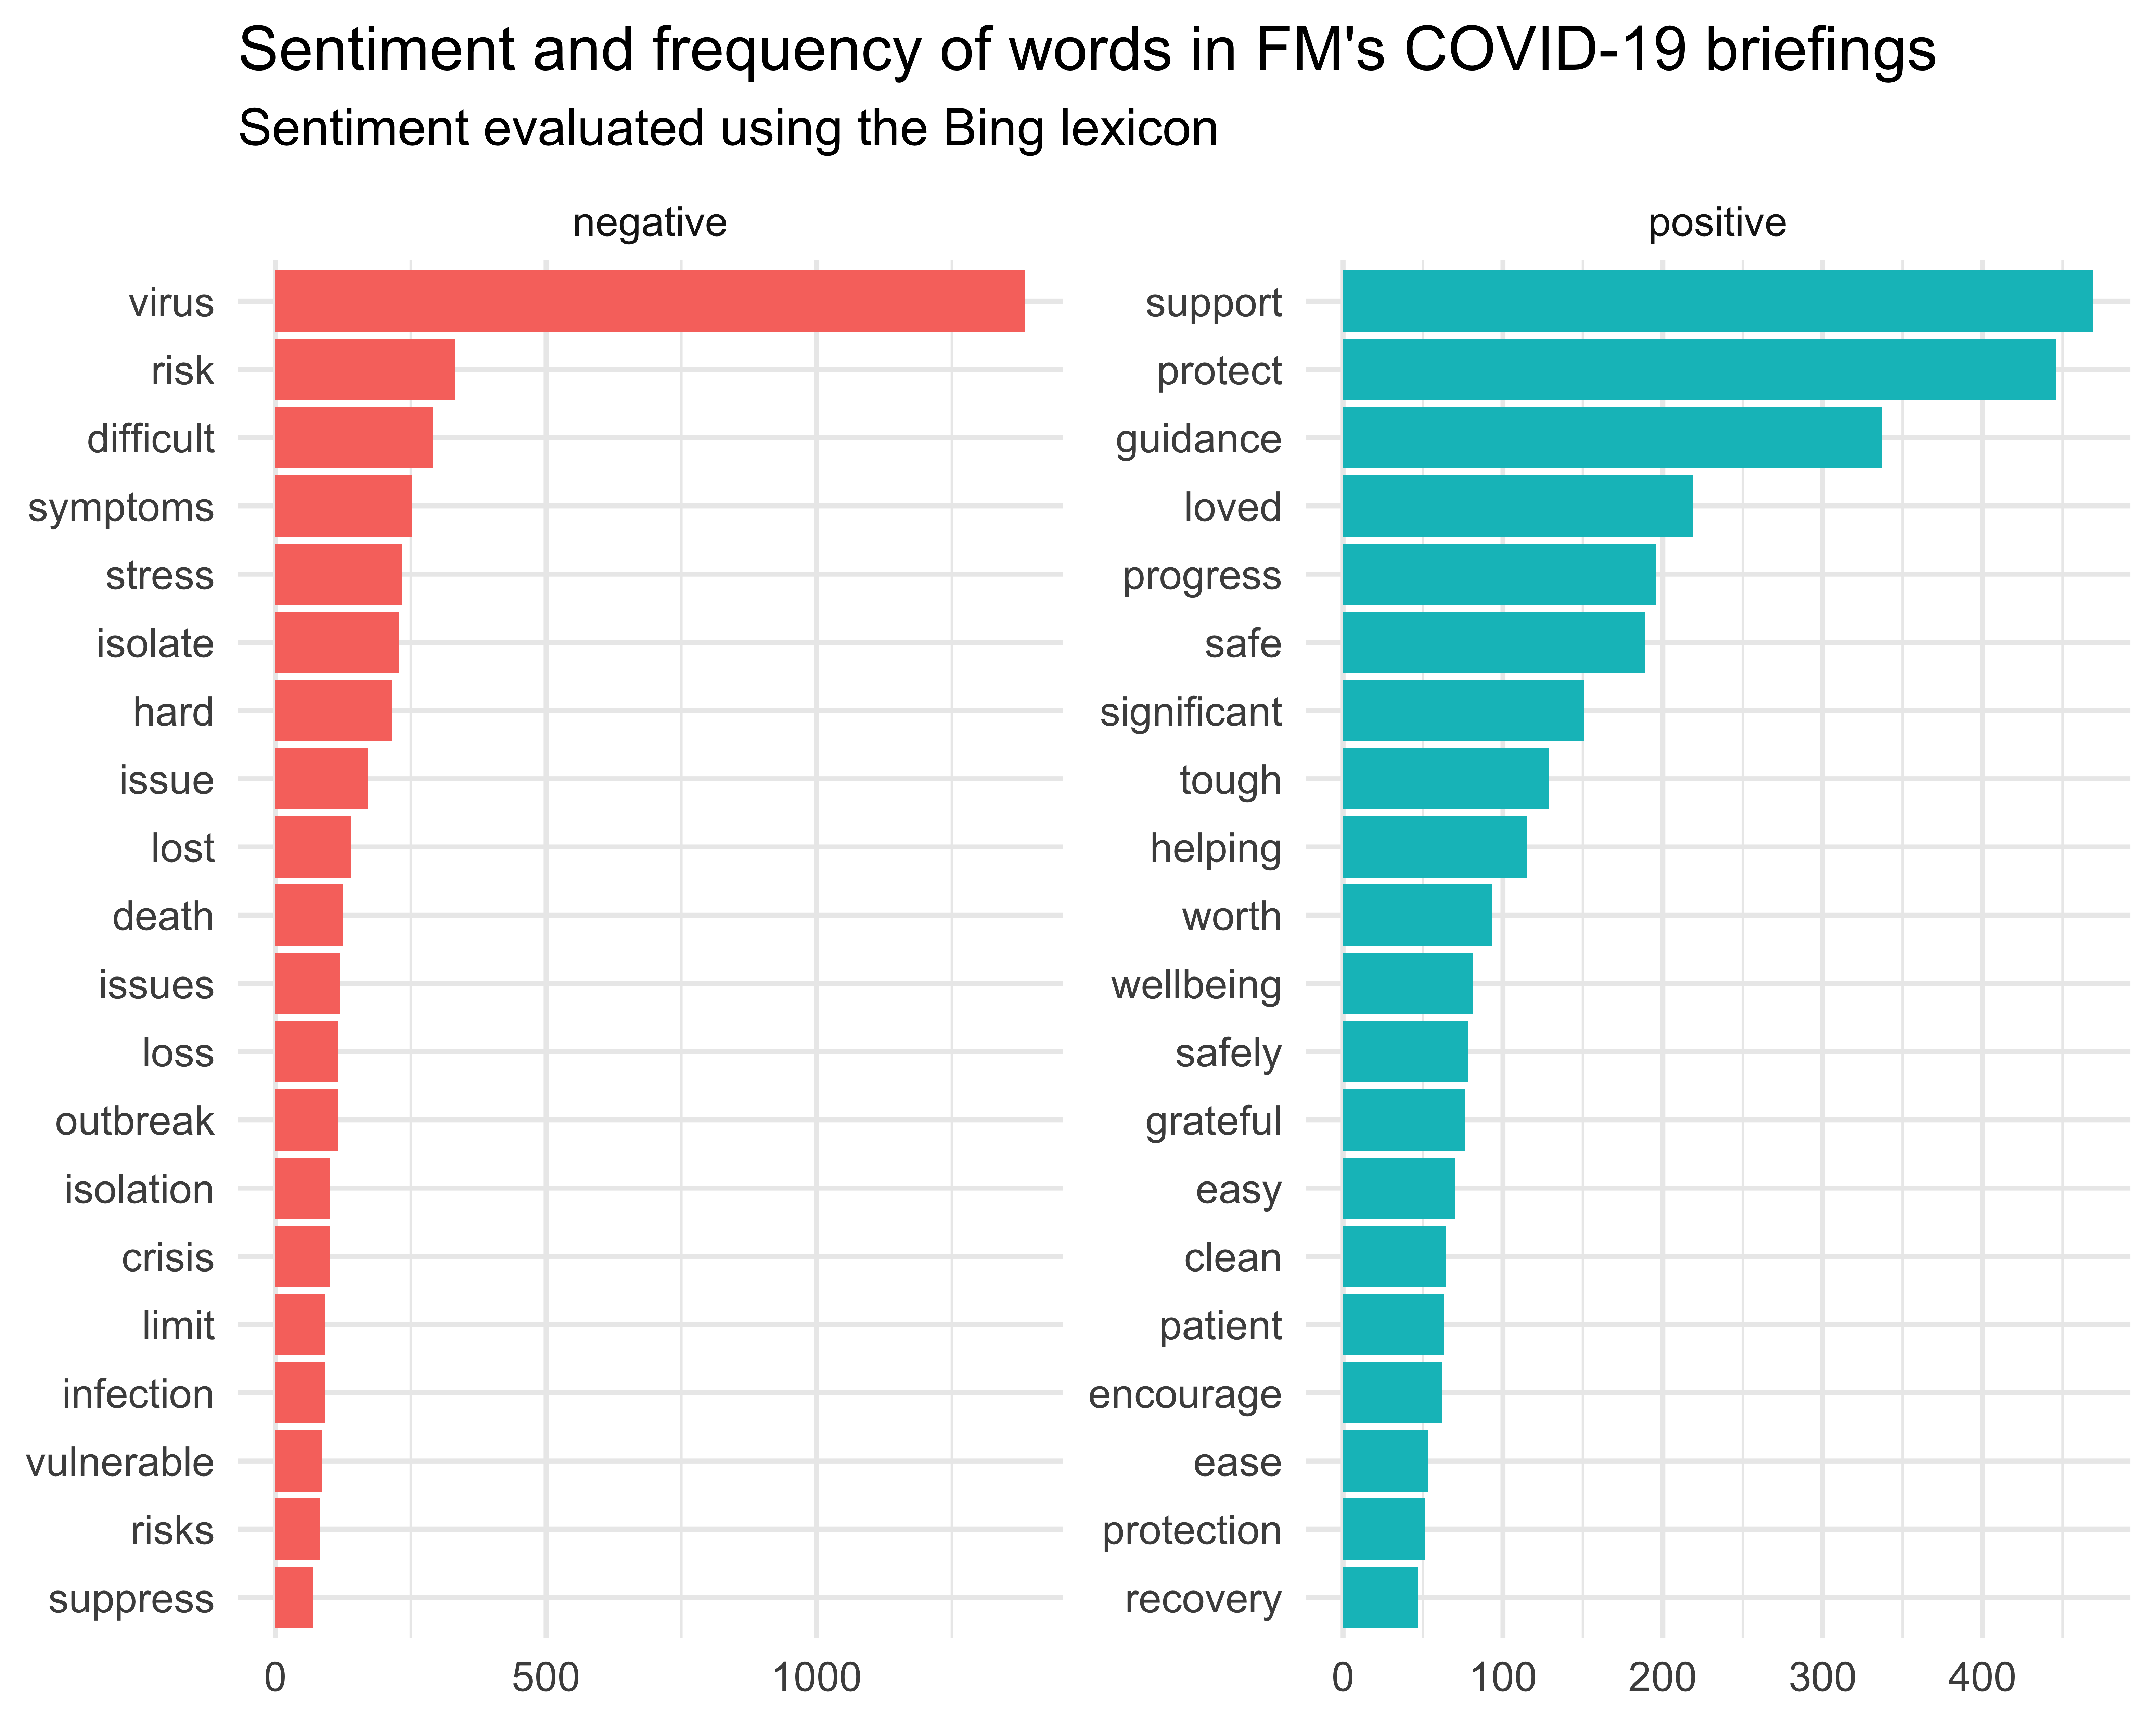 Sentiment and frequency of words in FM's COVID-19 briefings
Sentiment evaluated using the Bing lexicon
negative
virus
risk
difficult
symptoms
stress
isolate
hard
issue
lost
death
issues
loss
outbreak
isolation
crisis
limit
infection
vulnerable
risks
suppress
0 500 1000
positive
support
protect
guidance
loved
progress
safe
significant
tough
helping
worth
wellbeing
safely
grateful
easy
clean
patient
encourage
ease
protection
recovery
0 100 200 300 400